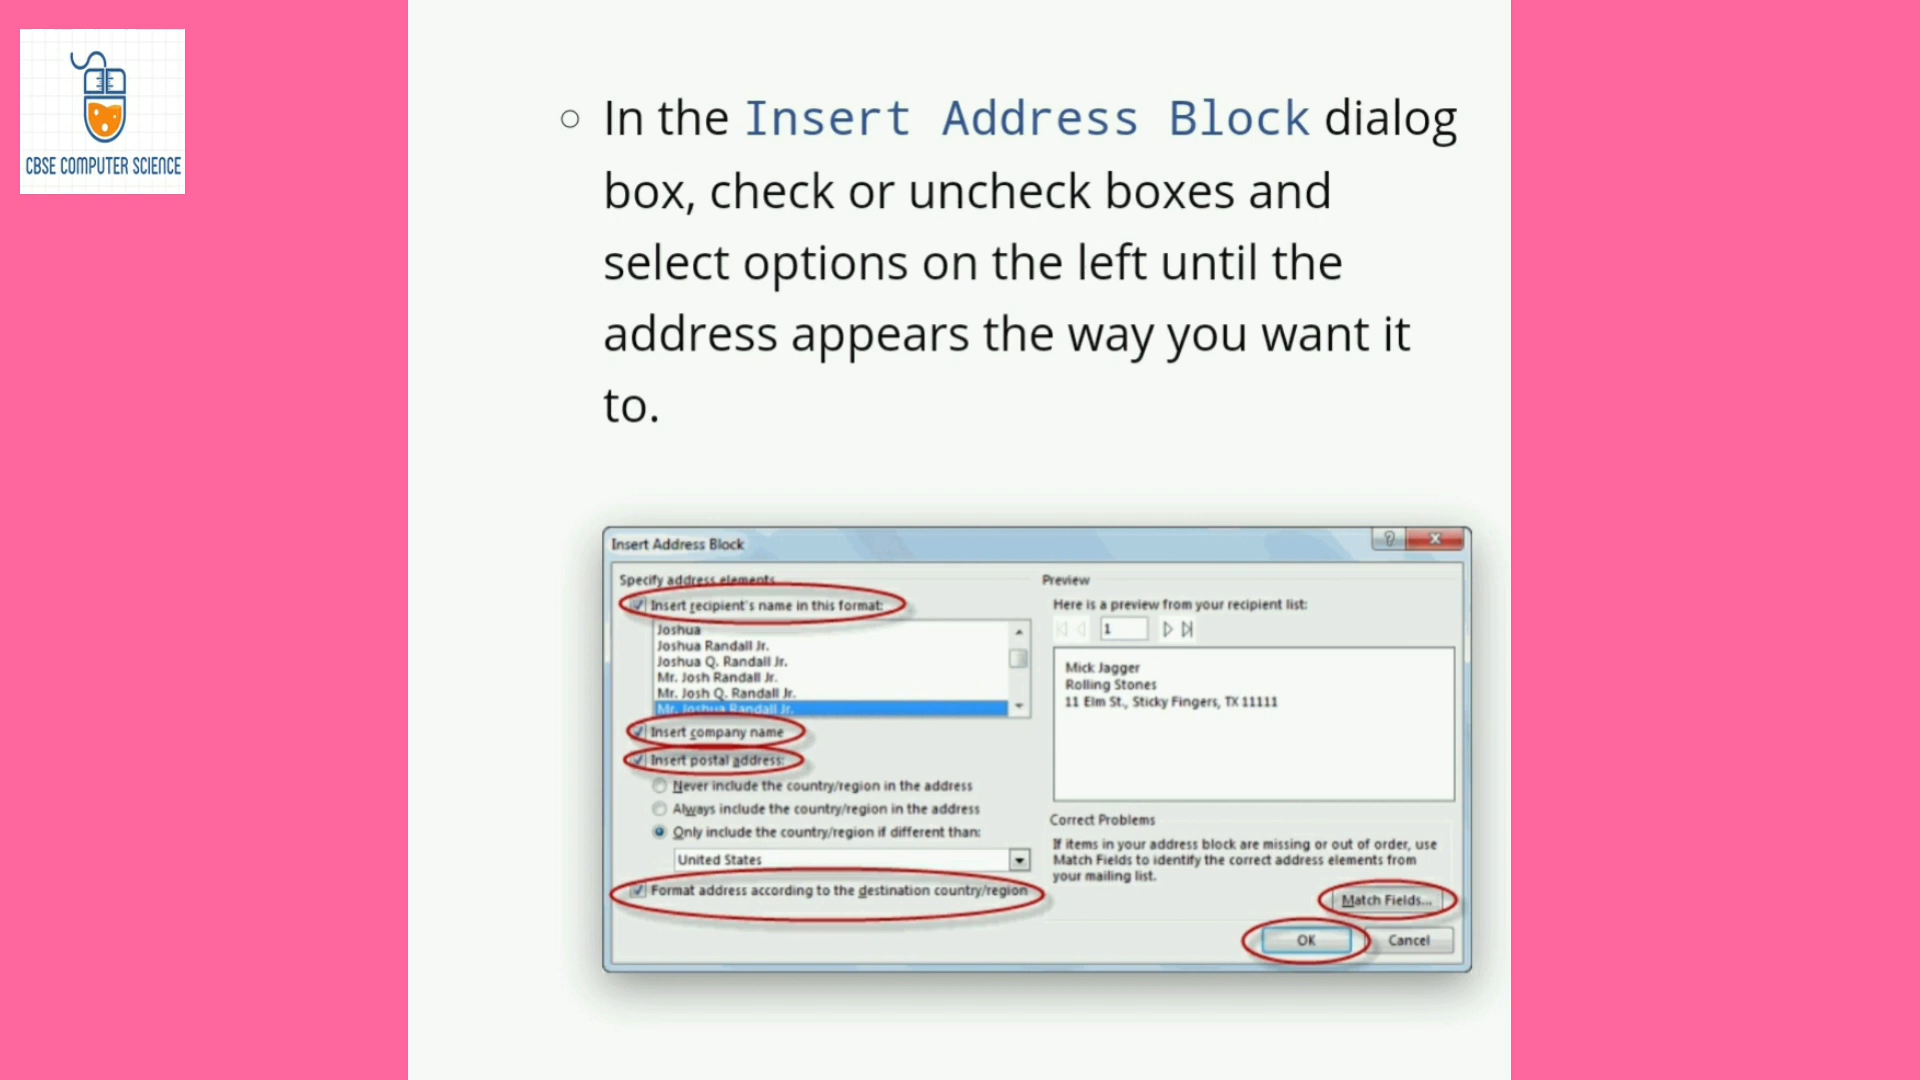 CBSE COMPUTER SCIENCE
In the Insert Address Block dialog
box, check or uncheck boxes and
select options on the left until the
address appears the way you want it
to.
Insert Address Block
Specify address elements
Insert recipient's name in this format:
Joshua
Joshua Randall Jr.
Joshua Q. Randall Jr.
Mr. Josh Randall Jr.
Mr. Josh Q. Randall Jr.
Mr. Joshua Randall Jr.
Insert company name
Insert postal address:
Never include the country/region in the address
Always include the country/region in the address
Only include the country/region if different than:
United States
Format address according to the destination country/region
Preview
Here is a preview from your recipient list:
1
Mick Jagger
Rolling Stones
11 Elm St., Sticky Fingers, TX 11111
Correct Problems
If items in your address block are missing or out of order, use
Match Fields to identify the correct address elements from
your mailing list.
Match Fields...
OK
Cancel